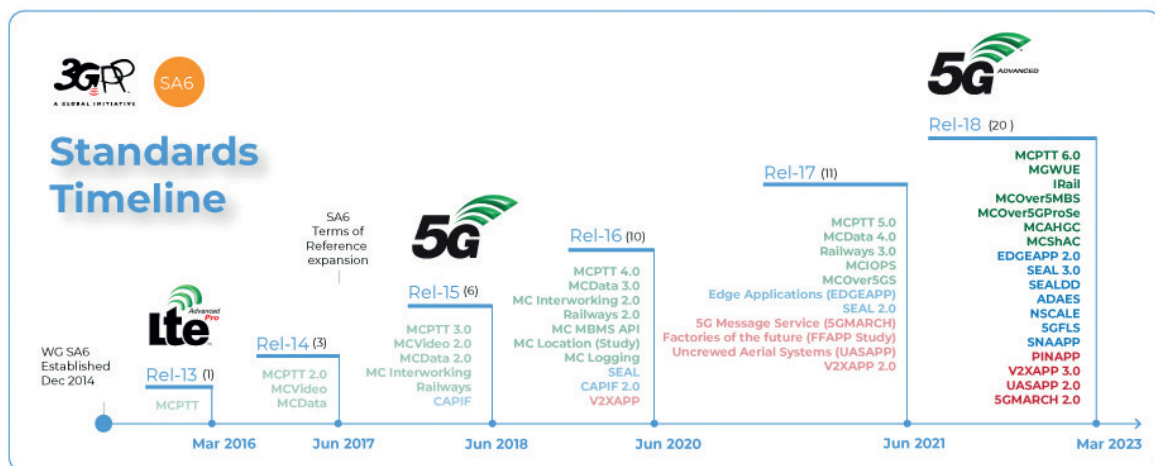 3GPP
A GLOBAL INITIATIVE
SA6
Standards
Timeline
WG SA6
Established
Dec 2014
Advanced
Pro
Lte
Rel-13 (1)
MCPTT
Mar 2016
Rel-14 (3)
MCPTT 2.0
MCVideo
MCData
Jun 2017
SA6
Terms of
Reference
expansion
5G
Rel-15 (6)
MCPTT 3.0
MCVideo 2.0
MCData 2.0
MC Interworking
Railways
CAPIF
Jun 2018
Rel-16 (10)
MCPTT 4.0
MCData 3.0
MC Interworking 2.0
Railways 2.0
MC MBMS API
MC Location (Study)
MC Logging
SEAL
CAPIF 2.0
V2XAPP
Jun 2020
Rel-17 (11)
MCPTT 5.0
MCData 4.0
Railways 3.0
MCIOPS
MCOver5GS
Edge Applications (EDGEAPP)
SEAL 2.0
5G Message Service (5GMARCH)
Factories of the future (FFAPP Study)
Uncrewed Aerial Systems (UASAPP)
V2XAPP 2.0
Jun 2021
5G ADVANCED
Rel-18 (20 )
MCPTT 6.0
MGWUE
IRail
MCOver5MBS
MCOver5GProSe
MCAHGC
MCShAC
EDGEAPP 2.0
SEAL 3.0
SEALDD
ADAES
NSCALE
5GFLS
SNAAPP
PINAPP
V2XAPP 3.0
UASAPP 2.0
5GMARCH 2.0
Mar 2023